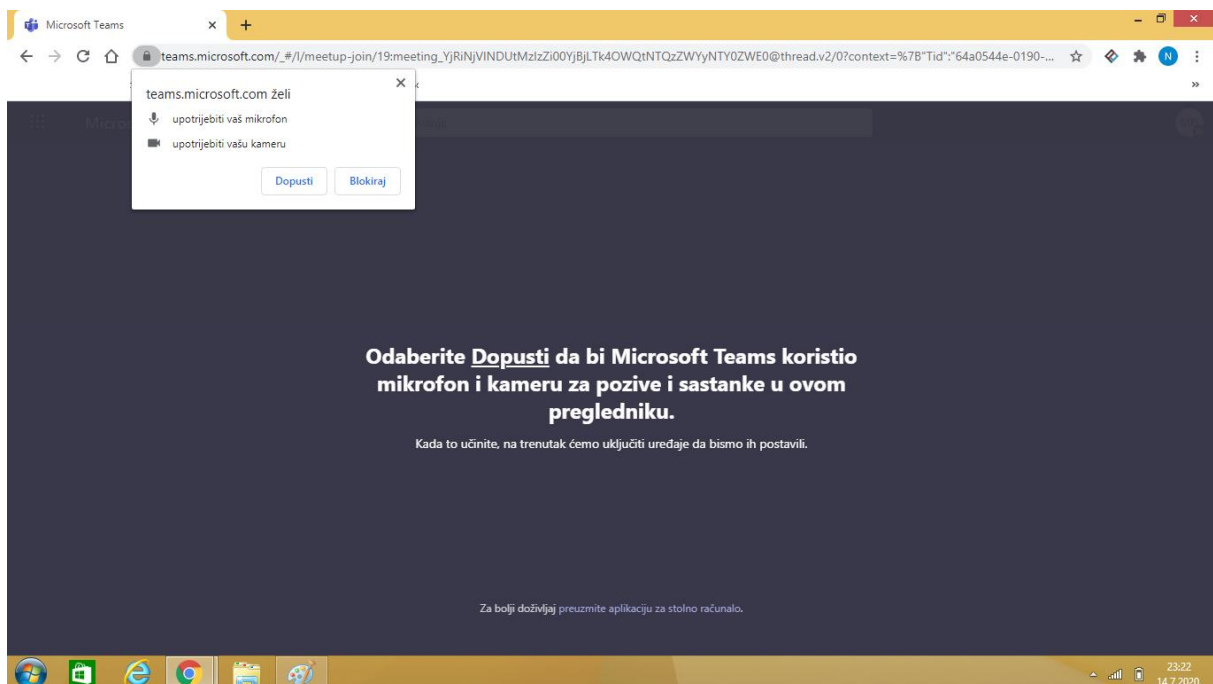 Microsoft Teams
teams.microsoft.com/_#/l/meetup-join/19:meeting_YjRiNjVlNDUtMzlzZi00YjBjLTk4OWQtNTQzZWYyNTY0ZWE0@thread.v2/0?context=%7B"Tid":"64a0544e-0190-...
N
teams.microsoft.com želi
upotrijebiti vaš mikrofon
upotrijebiti vašu kameru
Dopusti Blokiraj
Odaberite Dopusti da bi Microsoft Teams koristio
mikrofon i kameru za pozive i sastanke u ovom
pregledniku.
Kada to učinite, na trenutak ćemo uključiti uređaje da bismo ih postavili.
Za bolji doživljaj preuzmite aplikaciju za stolno računalo.
23:22
14.7.2020